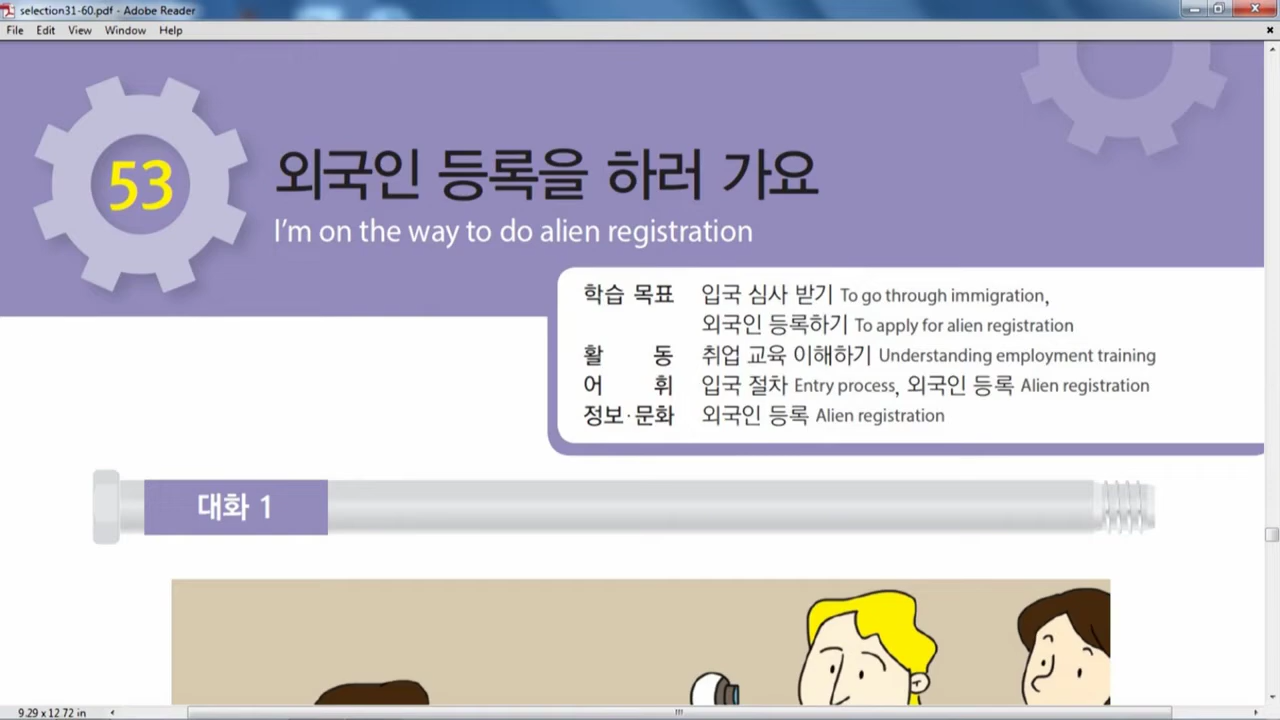 selection31-60.pdf - Adobe Reader
File Edit View Window Help
53
외국인 등록을 하러 가요
I'm on the way to do alien registration
학습 목표 입국 심사 받기 To go through immigration,
외국인 등록하기 To apply for alien registration
활 동 취업 교육 이해하기 Understanding employment training
어 휘 입국 절차 Entry process, 외국인 등록 Alien registration
정보·문화 외국인 등록 Alien registration
대화 1
9.29 x 12.72 in